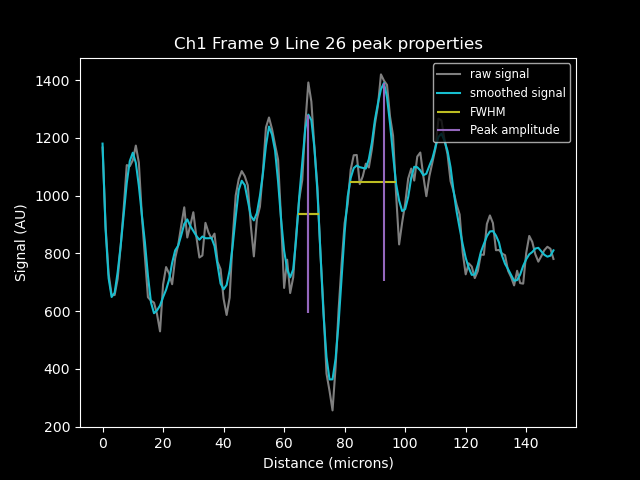 Ch1 Frame 9 Line 26 peak properties
raw signal
smoothed signal
FWHM
Peak amplitude
1400
1200
1000
800
600
400
200
Signal (AU)
0 20 40 60 80 100 120 140
Distance (microns)